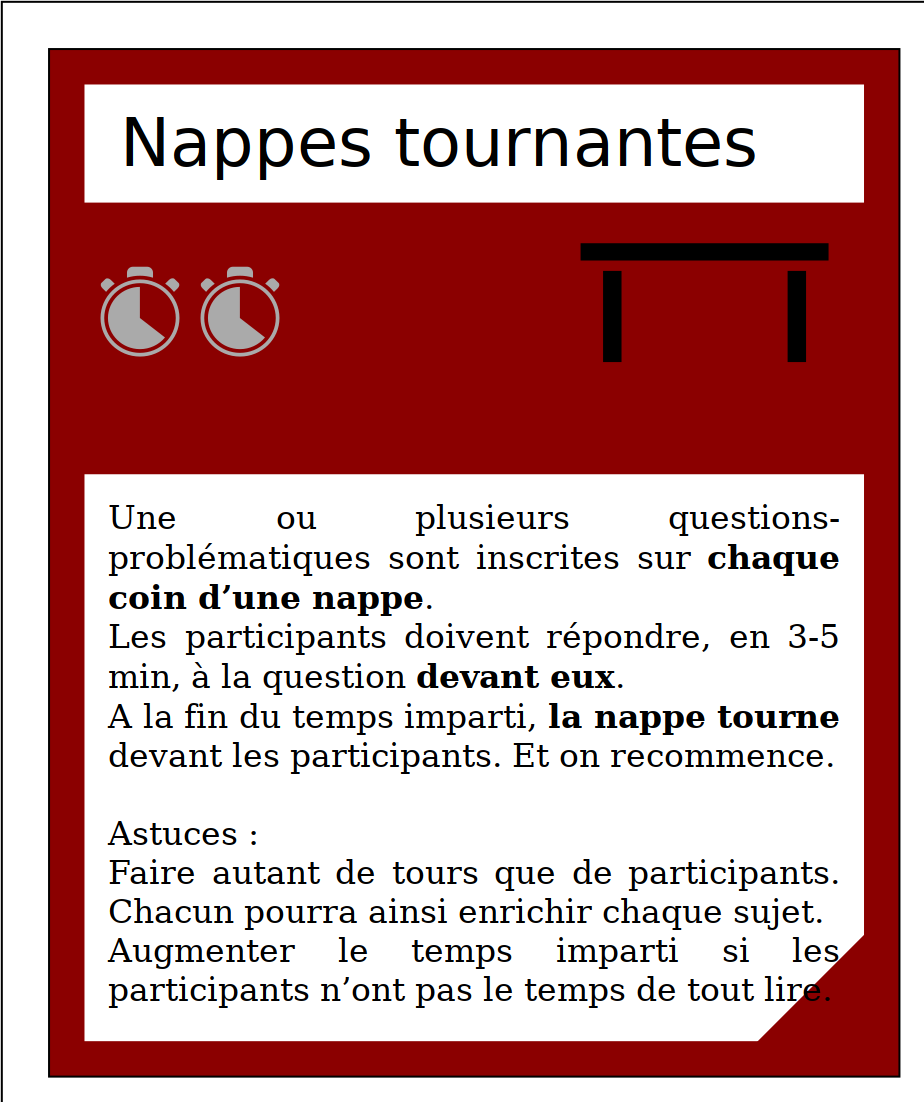 Nappes tournantes
Une ou plusieurs questions-
problématiques sont inscrites sur chaque
coin d’une nappe.
Les participants doivent répondre, en 3-5
min, à la question devant eux.
A la fin du temps imparti, la nappe tourne
devant les participants. Et on recommence.
Astuces :
Faire autant de tours que de participants.
Chacun pourra ainsi enrichir chaque sujet.
Augmenter le temps imparti si les
participants n’ont pas le temps de tout lire.